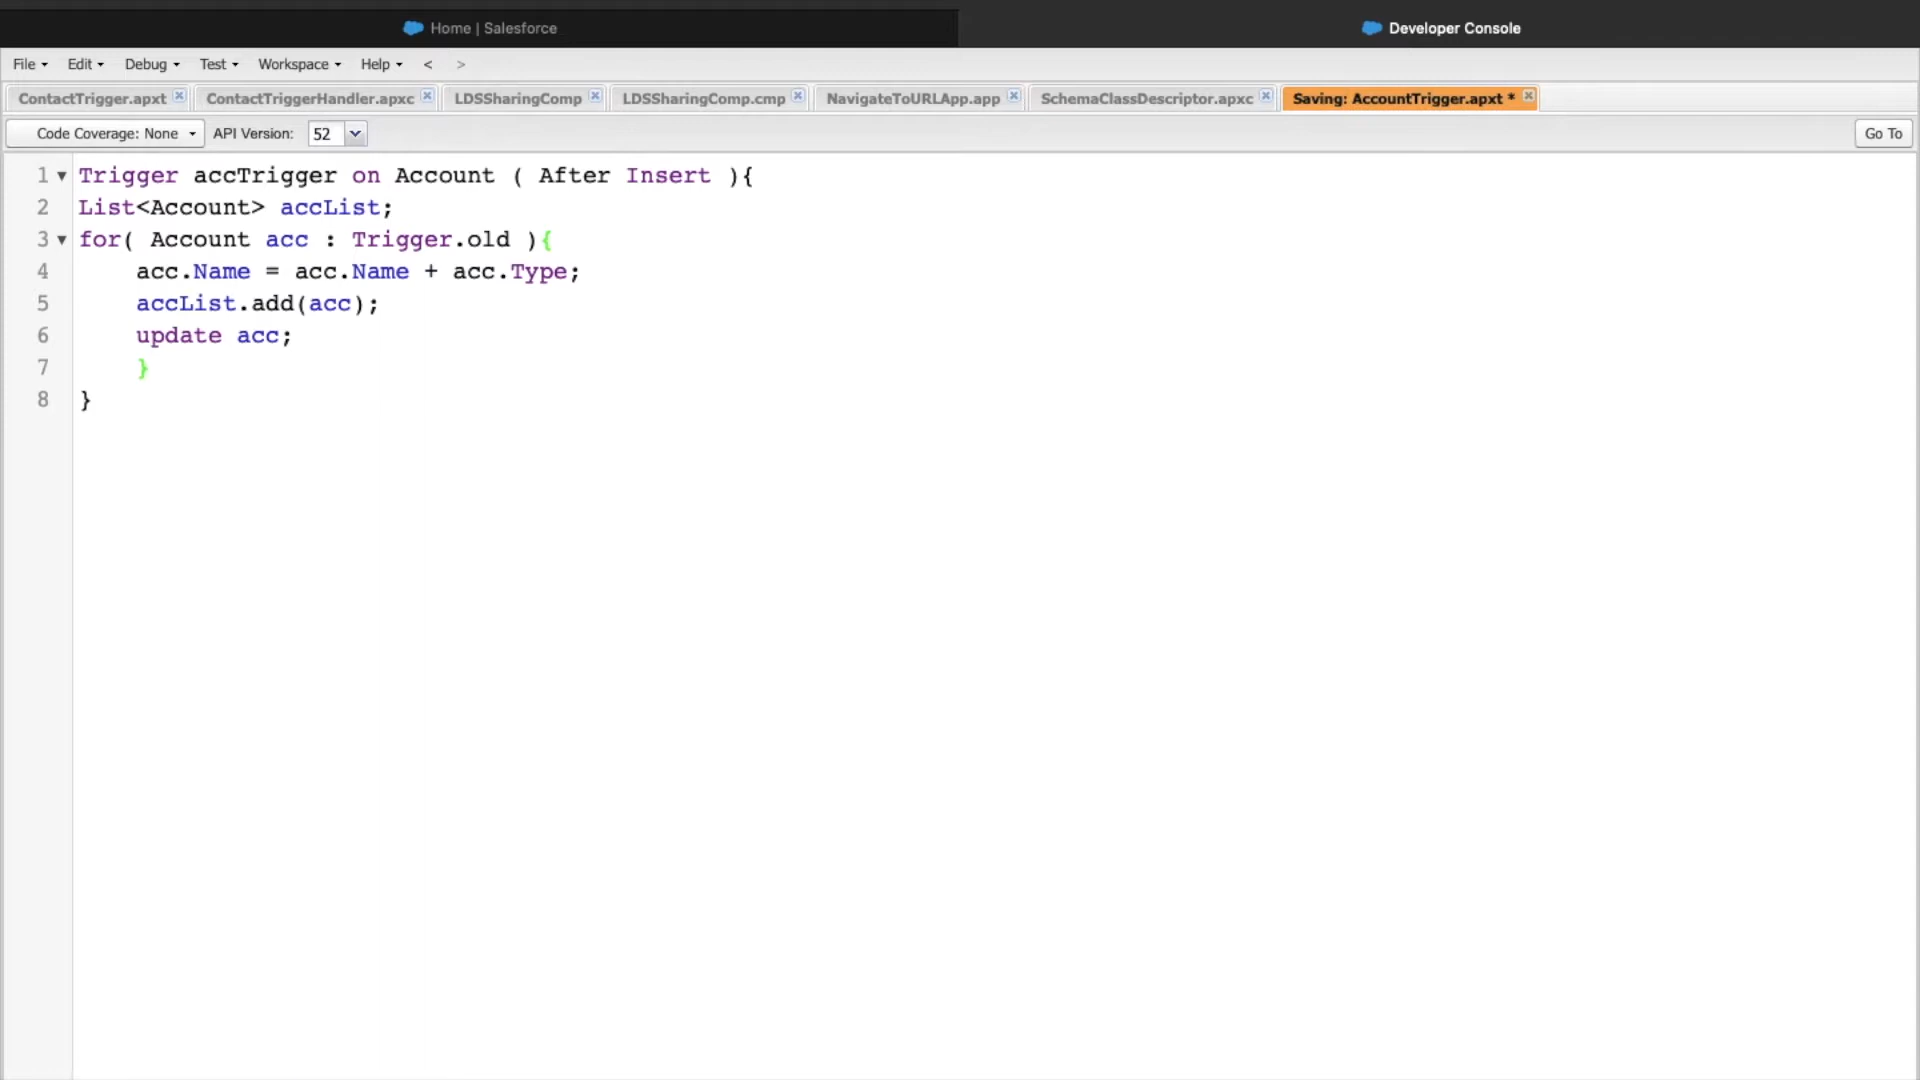 Home | Salesforce
Developer Console
File Edit Debug Test Workspace Help < >
ContactTrigger.apxt ContactTriggerHandler.apxc LDSSharingComp LDSSharingComp.cmp NavigateToURLApp.app SchemaClassDescriptor.apxc Saving: AccountTrigger.apxt *
Code Coverage: None API Version: 52 Go To
1 Trigger accTrigger on Account ( After Insert ){
2 List<Account> accList;
3 for( Account acc : Trigger.old ){
4 acc.Name = acc.Name + acc.Type;
5 accList.add(acc);
6 update acc;
7 }
8 }